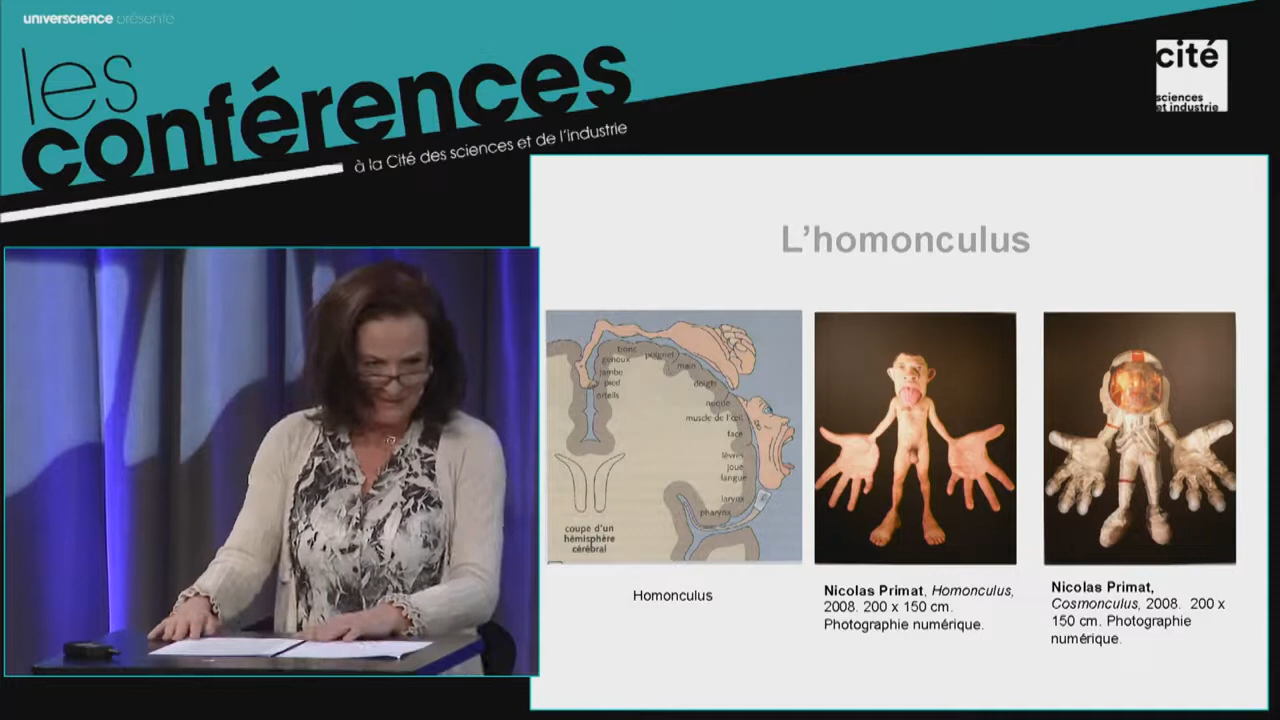 universcience présente
les
conférences
à la Cité des sciences et de l'industrie
cité
sciences
et industrie
L'homonculus
tronc
genoux
jambe
pied
orteils
poignet
main
doigts
muscle de l'œil
face
lèvres
joue
langue
larynx
pharynx
coupe d'un
hémisphère
cérébral
Homonculus
Nicolas Primat, Homonculus,
2008. 200 x 150 cm.
Photographie numérique.
Nicolas Primat,
Cosmonculus, 2008. 200 x
150 cm. Photographie
numérique.